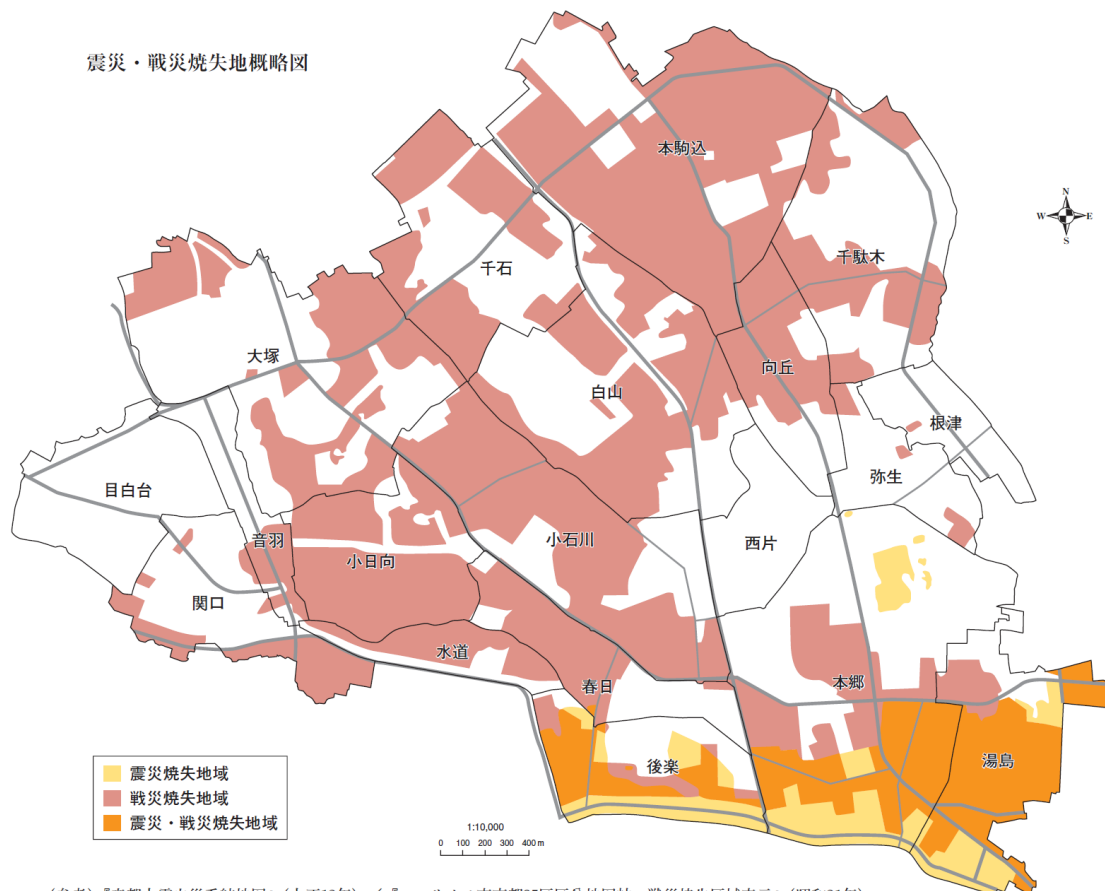 震災・戦災焼失地概略図
本駒込
N
W E
S
千駄木
千石
大塚
向丘
白山
根津
弥生
目白台
音羽
小石川
西片
小日向
関口
水道
本郷
春日
湯島
後楽
震災焼失地域
戦災焼失地域
震災・戦災焼失地域
1:10,000
0 100 200 300 400 m